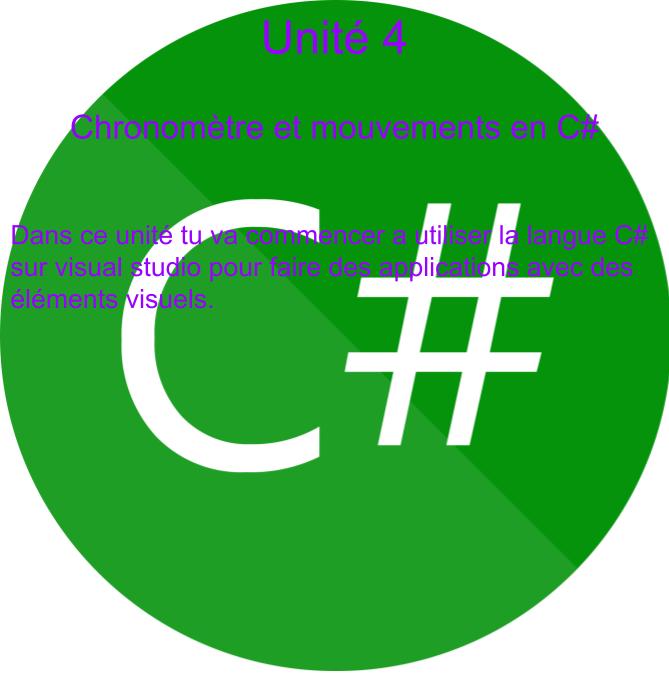 Unité 4
Chronomètre et mouvements en C#
Dans ce unité tu va commencer a utiliser la langue C#
sur visual studio pour faire des applications avec des
éléments visuels.
C#